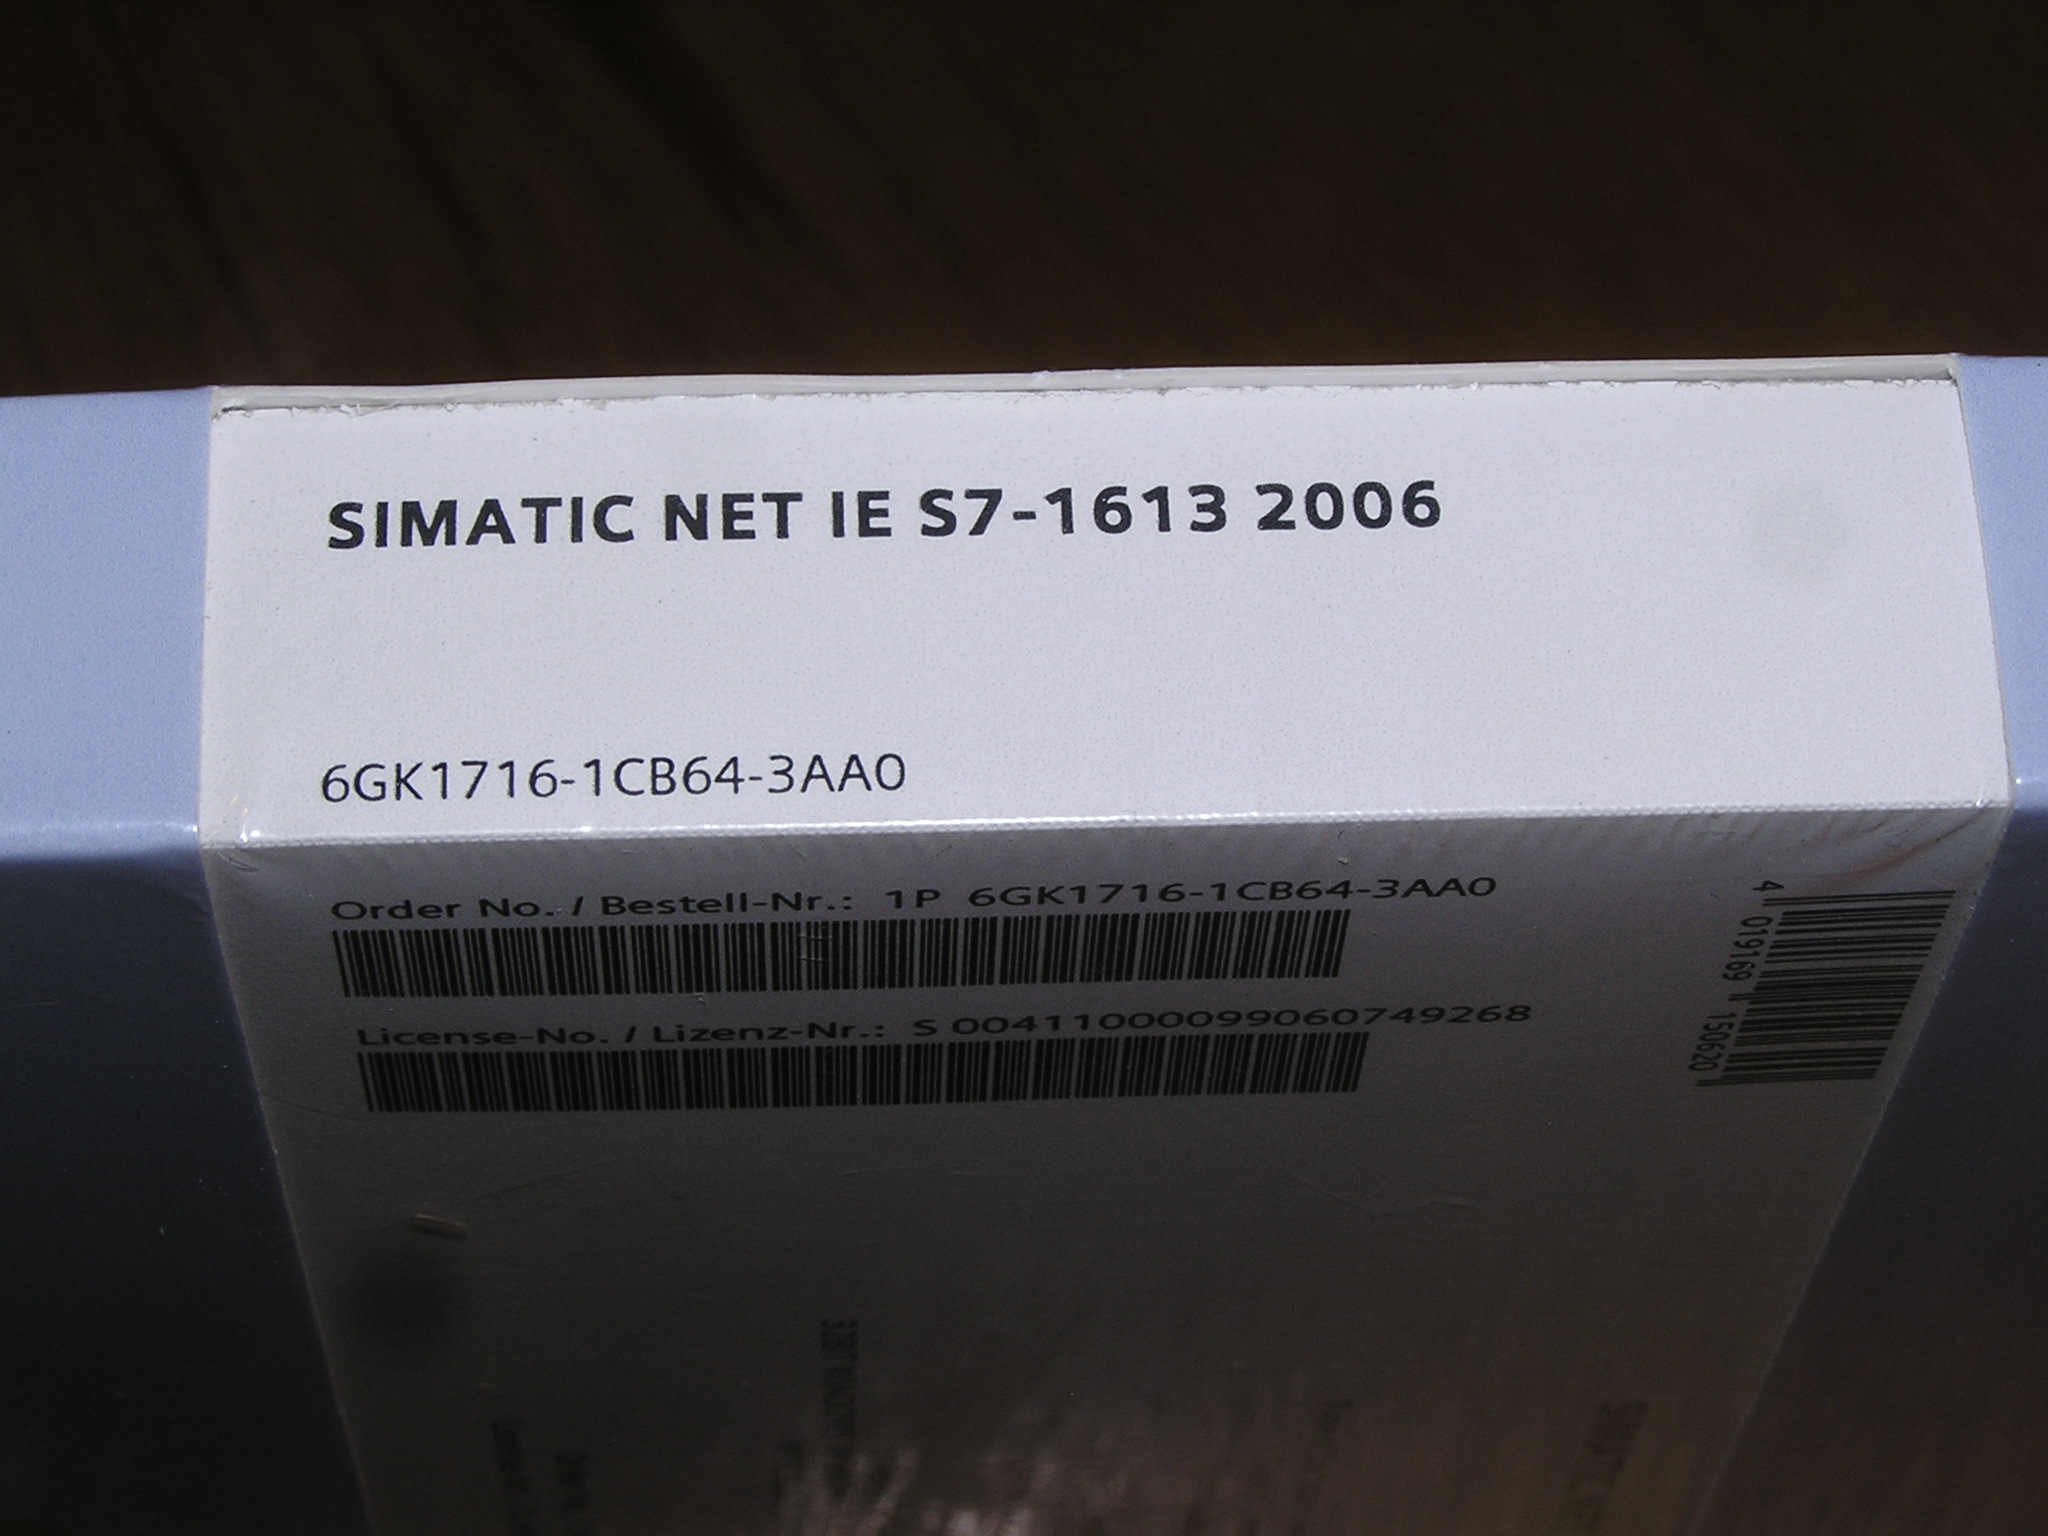 SIMATIC NET IE S7-1613 2006
6GK1716-1CB64-3AA0
Order No. / Bestell-Nr.: 1P 6GK1716-1CB64-3AA0
License-No. / Lizenz-Nr.: S 00411000099060749268
4 019169 150620